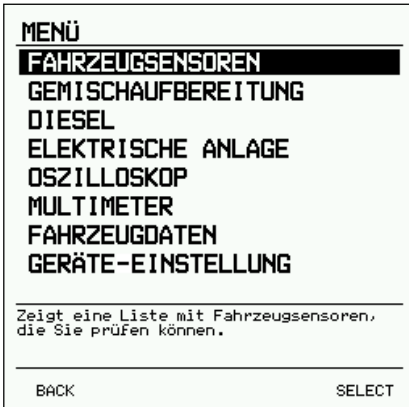 MENÜ
FAHRZEUGSENSOREN
GEMISCHAUFBEREITUNG
DIESEL
ELEKTRISCHE ANLAGE
OSZILLOSKOP
MULTIMETER
FAHRZEUGDATEN
GERÄTE-EINSTELLUNG
Zeigt eine Liste mit Fahrzeugsensoren,
die Sie prüfen können.
BACK SELECT